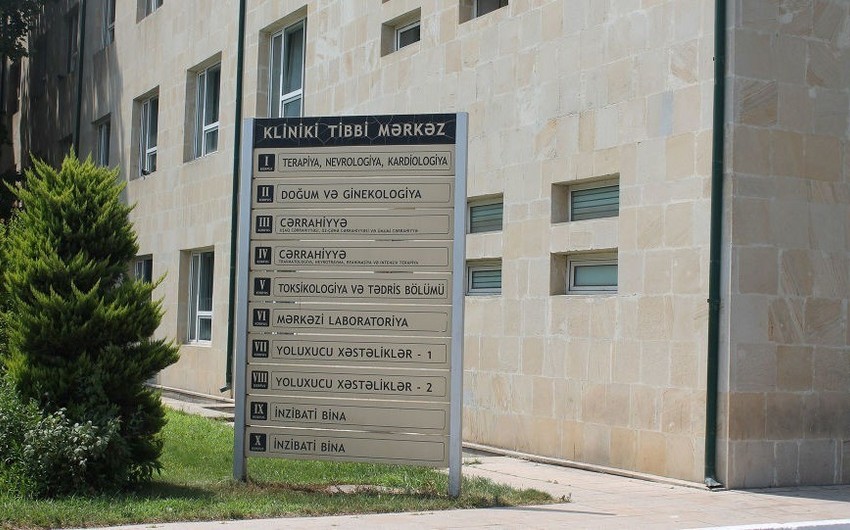 KLİNİKİ TİBBİ MƏRKƏZ
I TERAPİYA, NEVROLOGİYA, KARDİOLOGİYA
II DOĞUM VƏ GİNEKOLOGİYA
III CƏRRAHİYYƏ
IV CƏRRAHİYYƏ
V TOKSİKOLOGİYA VƏ TƏDRİS BÖLÜMÜ
VI MƏRKƏZİ LABORATORİYA
VII YOLUXUCU XƏSTƏLİKLƏR - 1
VIII YOLUXUCU XƏSTƏLİKLƏR - 2
IX İNZİBATİ BİNA
X İNZİBATİ BİNA